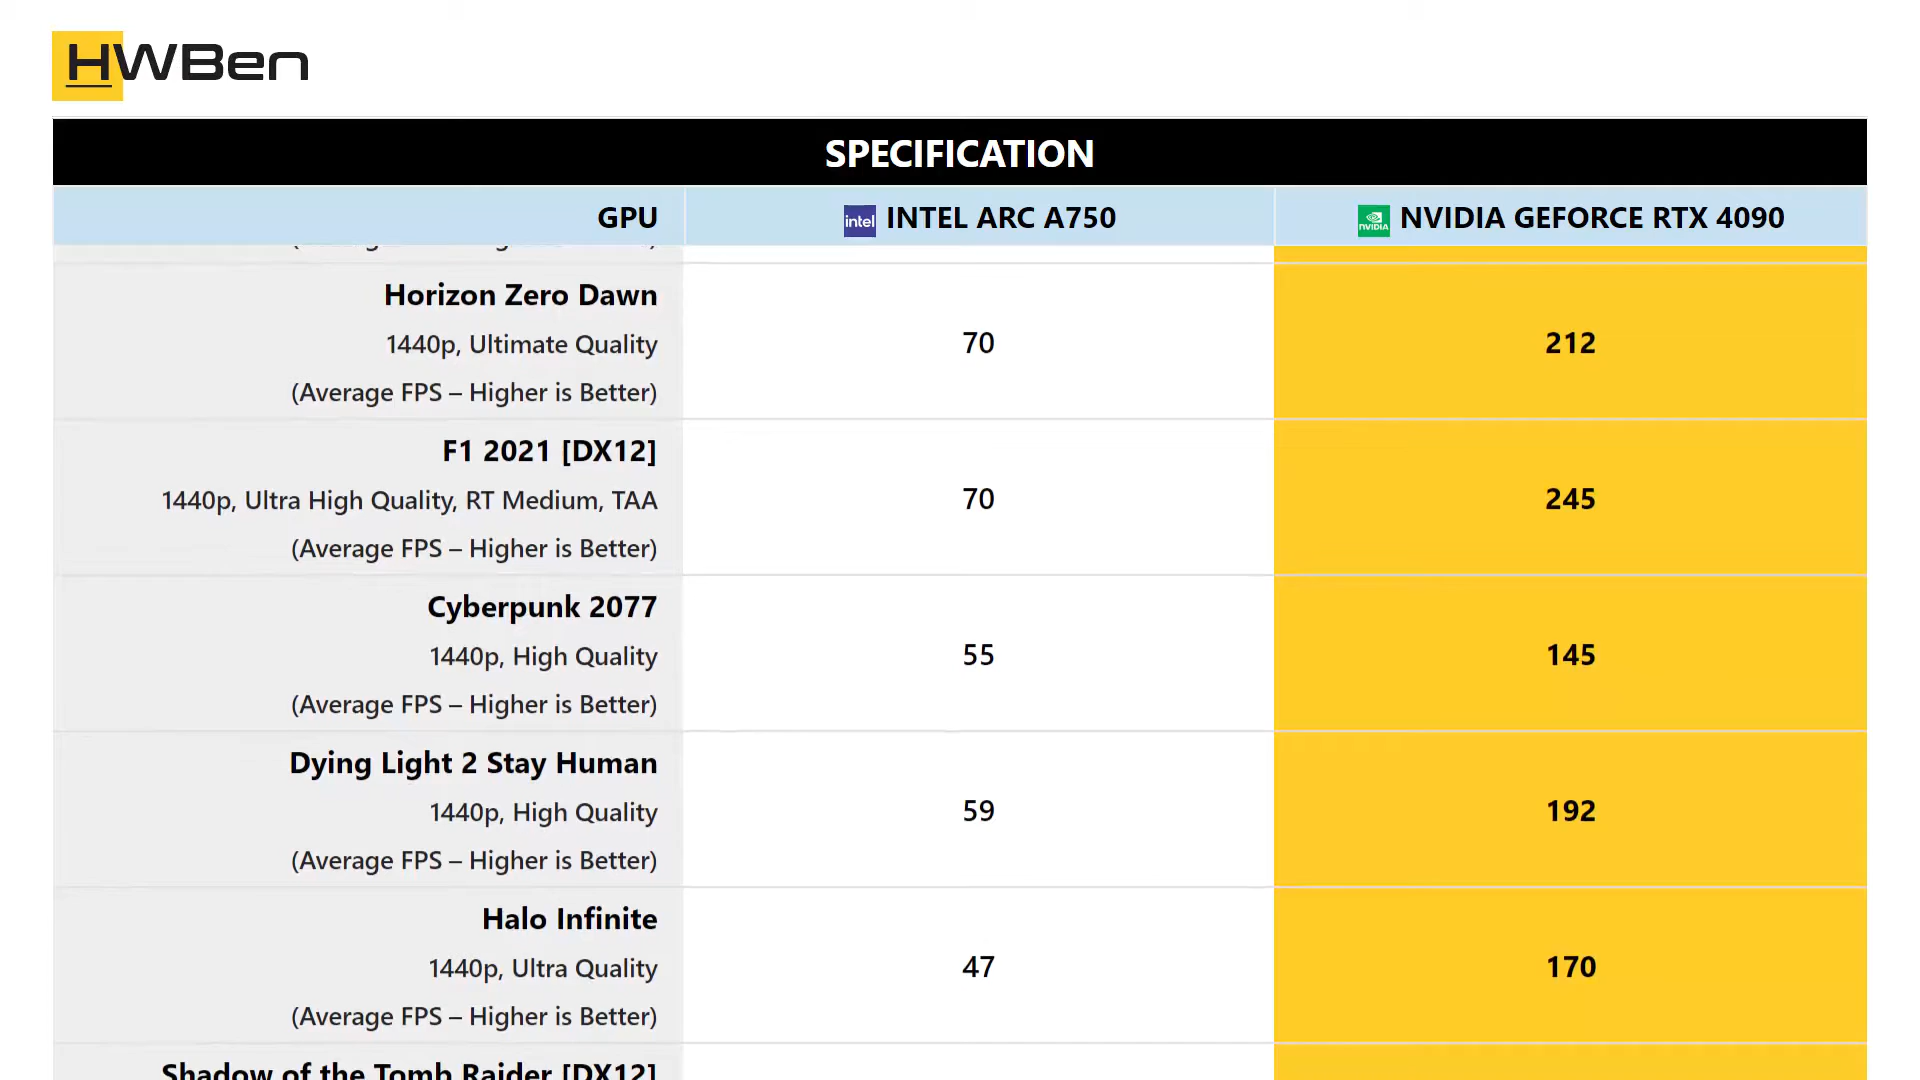 HWBen
SPECIFICATION
GPU
intel INTEL ARC A750
NVIDIA NVIDIA GEFORCE RTX 4090
Horizon Zero Dawn
1440p, Ultimate Quality
(Average FPS – Higher is Better)
70
212
F1 2021 [DX12]
1440p, Ultra High Quality, RT Medium, TAA
(Average FPS – Higher is Better)
70
245
Cyberpunk 2077
1440p, High Quality
(Average FPS – Higher is Better)
55
145
Dying Light 2 Stay Human
1440p, High Quality
(Average FPS – Higher is Better)
59
192
Halo Infinite
1440p, Ultra Quality
(Average FPS – Higher is Better)
47
170
Shadow of the Tomb Raider [DX12]